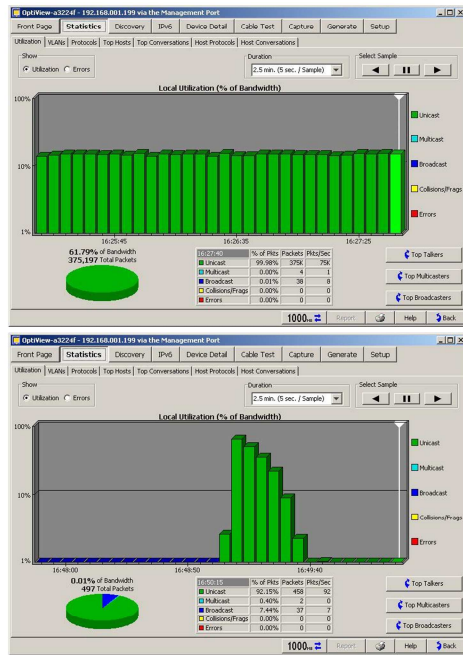 OptiView-a3224f - 192.168.001.199 via the Management Port
Front Page Statistics Discovery IPv6 Device Detail Cable Test Capture Generate Setup
Utilization VLANs Protocols Top Hosts Top Conversations Host Protocols Host Conversations
Show Duration Select Sample
Utilization Errors 2.5 min. (5 sec. / Sample)
Local Utilization (% of Bandwidth)
100%
Unicast
Multicast
10%
Broadcast
Collisions/Frags
Errors
1%
16:25:45 16:26:35 16:27:25
61.79% of Bandwidth
375,197 Total Packets
16:27:40 % of Pkts Packets Pkts/Sec
Unicast 99.98% 375K 75K
Multicast 0.00% 4 1
Broadcast 0.01% 38 8
Collisions/Frags 0.00% 0 0
Errors 0.00% 0 0
Top Talkers
Top Multicasters
Top Broadcasters
1000 Report Help Back
OptiView-a3224f - 192.168.001.199 via the Management Port
Front Page Statistics Discovery IPv6 Device Detail Cable Test Capture Generate Setup
Utilization VLANs Protocols Top Hosts Top Conversations Host Protocols Host Conversations
Show Duration Select Sample
Utilization Errors 2.5 min. (5 sec. / Sample)
Local Utilization (% of Bandwidth)
100%
Unicast
Multicast
10%
Broadcast
Collisions/Frags
Errors
1%
16:48:00 16:48:50 16:49:40
0.01% of Bandwidth
497 Total Packets
16:50:15 % of Pkts Packets Pkts/Sec
Unicast 92.15% 458 92
Multicast 0.40% 2 0
Broadcast 7.44% 37 7
Collisions/Frags 0.00% 0 0
Errors 0.00% 0 0
Top Talkers
Top Multicasters
Top Broadcasters
1000 Report Help Back